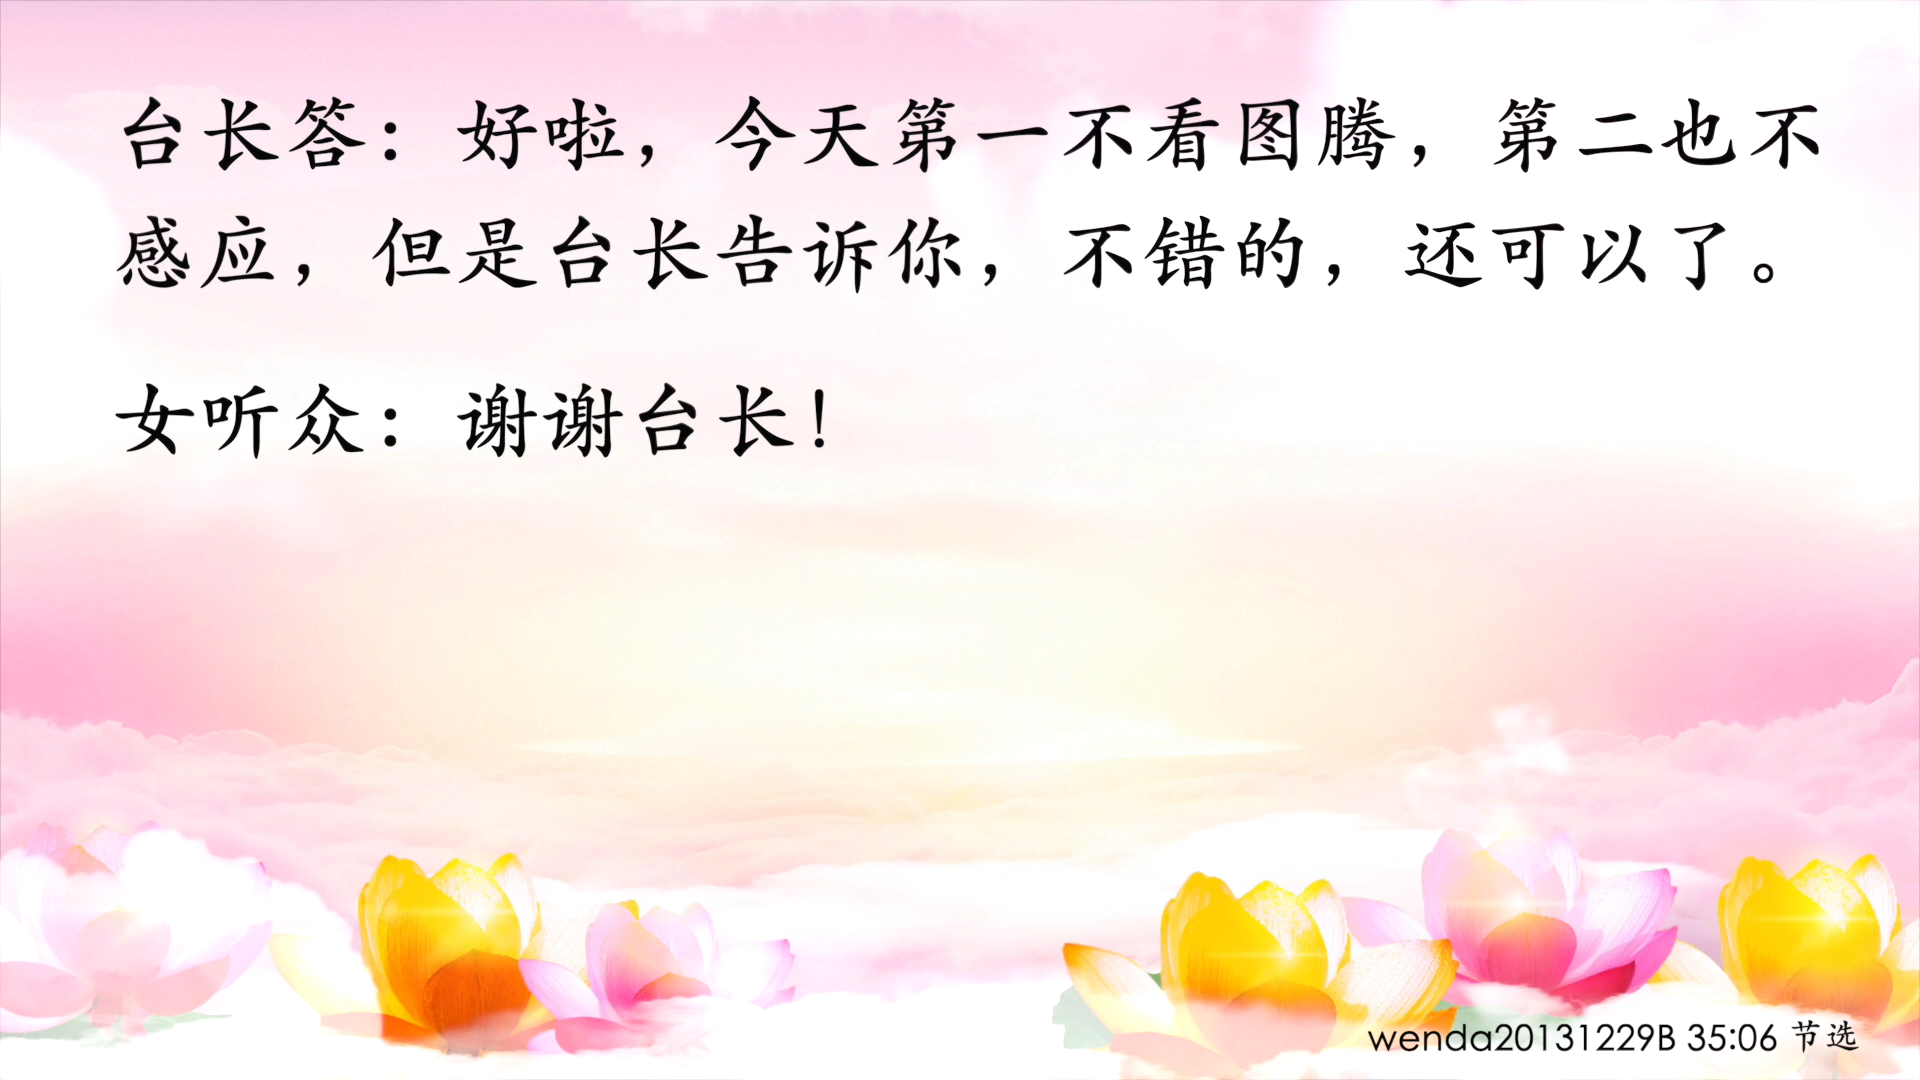 台长答：好啦，今天第一不看图腾，第二也不
感应，但是台长告诉你，不错的，还可以了。
女听众：谢谢台长！
wenda20131229B 35:06 节选